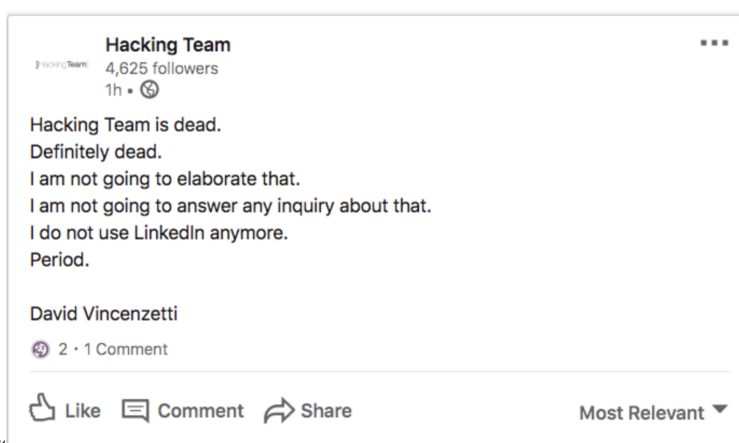 Hacking Team
]HackingTeam[
4,625 followers
1h •
Hacking Team is dead.
Definitely dead.
I am not going to elaborate that.
I am not going to answer any inquiry about that.
I do not use LinkedIn anymore.
Period.
David Vincenzetti
2 · 1 Comment
Like Comment Share Most Relevant